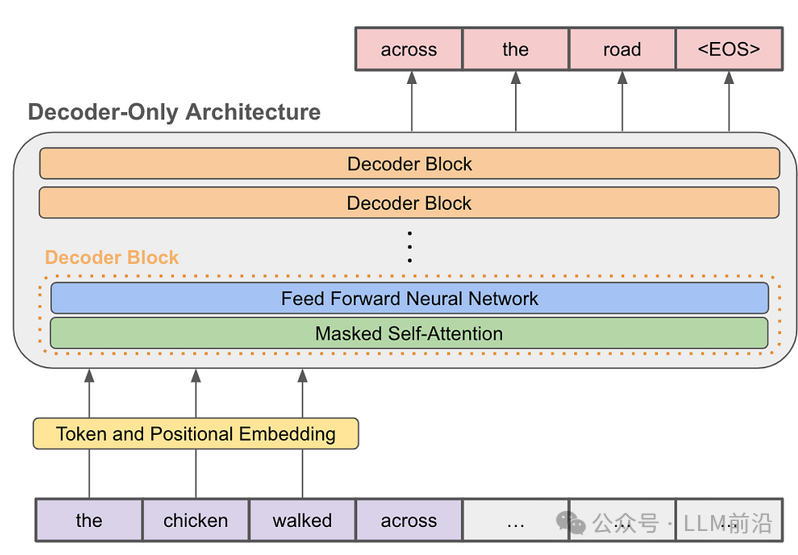 across the road <EOS>
Decoder-Only Architecture
Decoder Block
Decoder Block
Decoder Block
Feed Forward Neural Network
Masked Self-Attention
Token and Positional Embedding
the chicken walked across ... ... ...
公众号 · LLM前沿